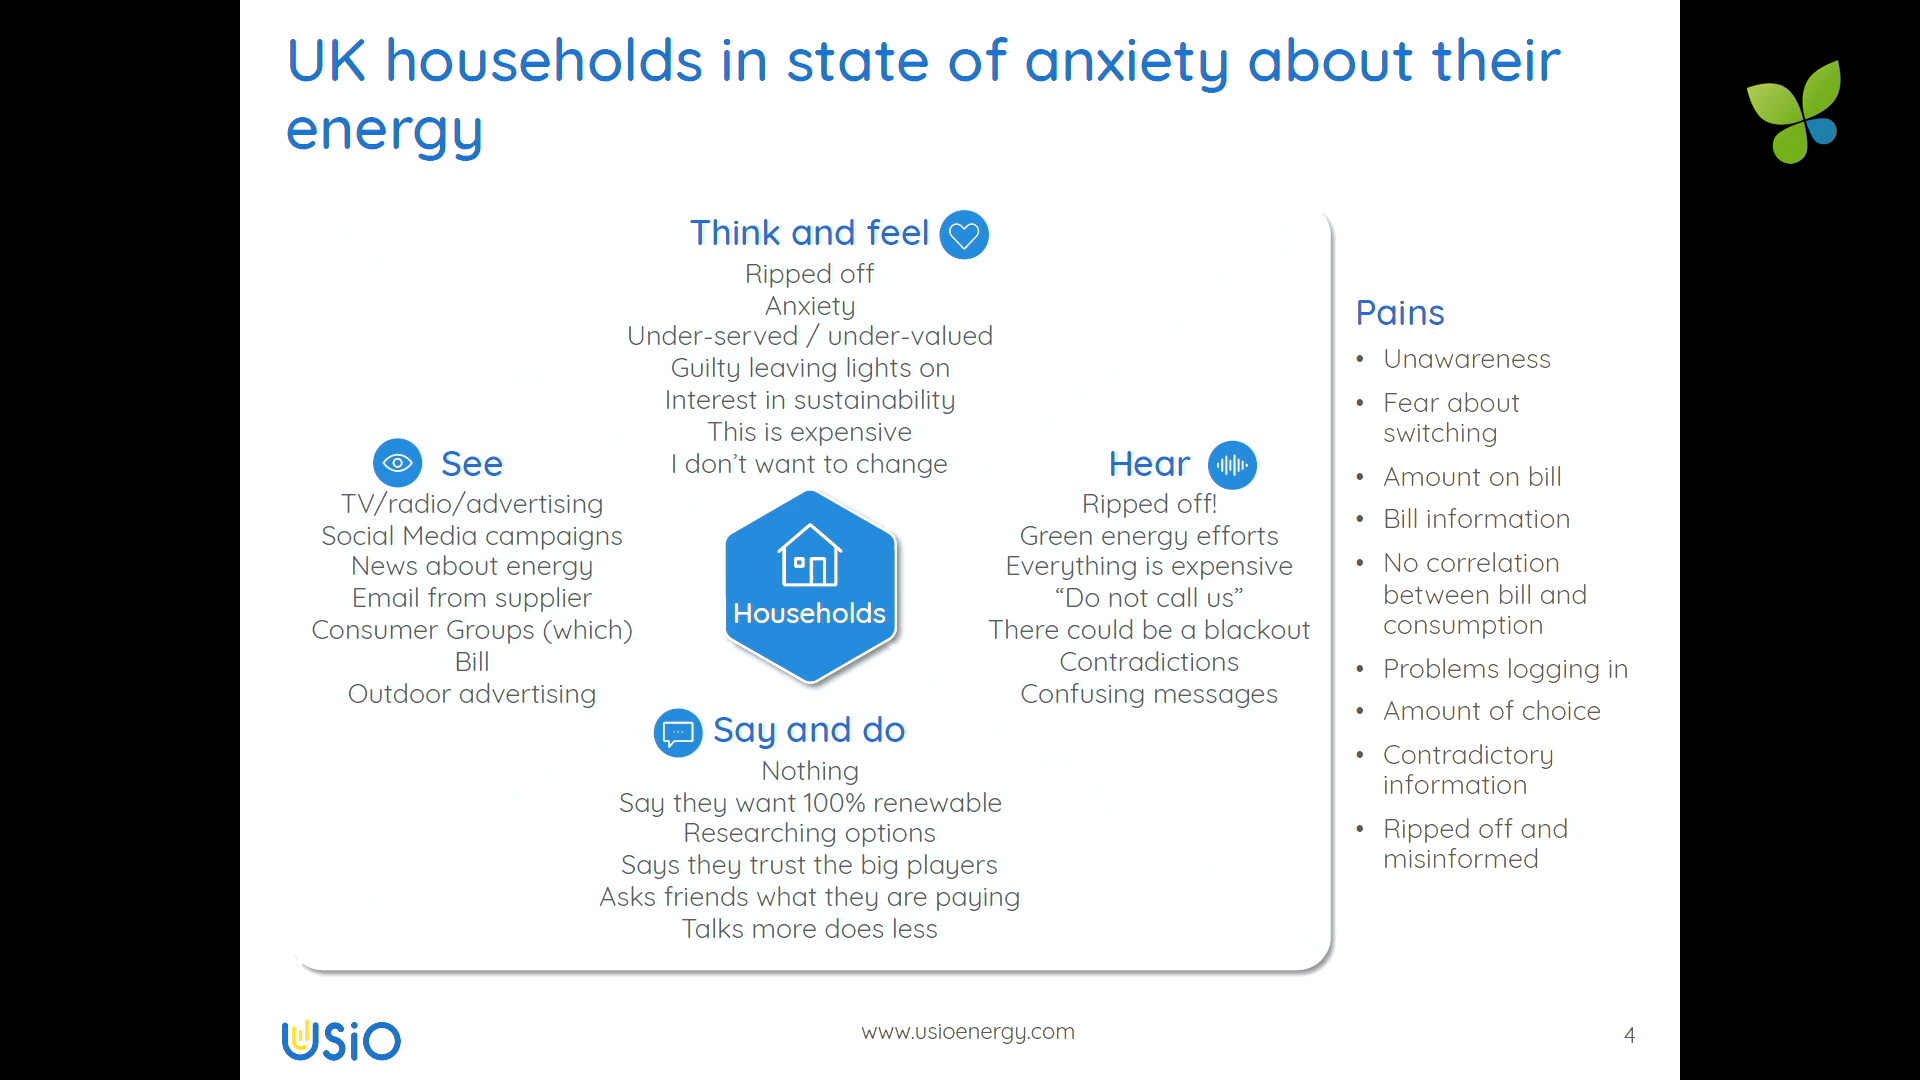 UK households in state of anxiety about their
energy
Think and feel
Ripped off
Anxiety
Under-served / under-valued
Guilty leaving lights on
Interest in sustainability
This is expensive
I don’t want to change
See
TV/radio/advertising
Social Media campaigns
News about energy
Email from supplier
Consumer Groups (which)
Bill
Outdoor advertising
Households
Hear
Ripped off!
Green energy efforts
Everything is expensive
“Do not call us”
There could be a blackout
Contradictions
Confusing messages
Say and do
Nothing
Say they want 100% renewable
Researching options
Says they trust the big players
Asks friends what they are paying
Talks more does less
Pains
• Unawareness
• Fear about
switching
• Amount on bill
• Bill information
• No correlation
between bill and
consumption
• Problems logging in
• Amount of choice
• Contradictory
information
• Ripped off and
misinformed
USiO
www.usioenergy.com
4